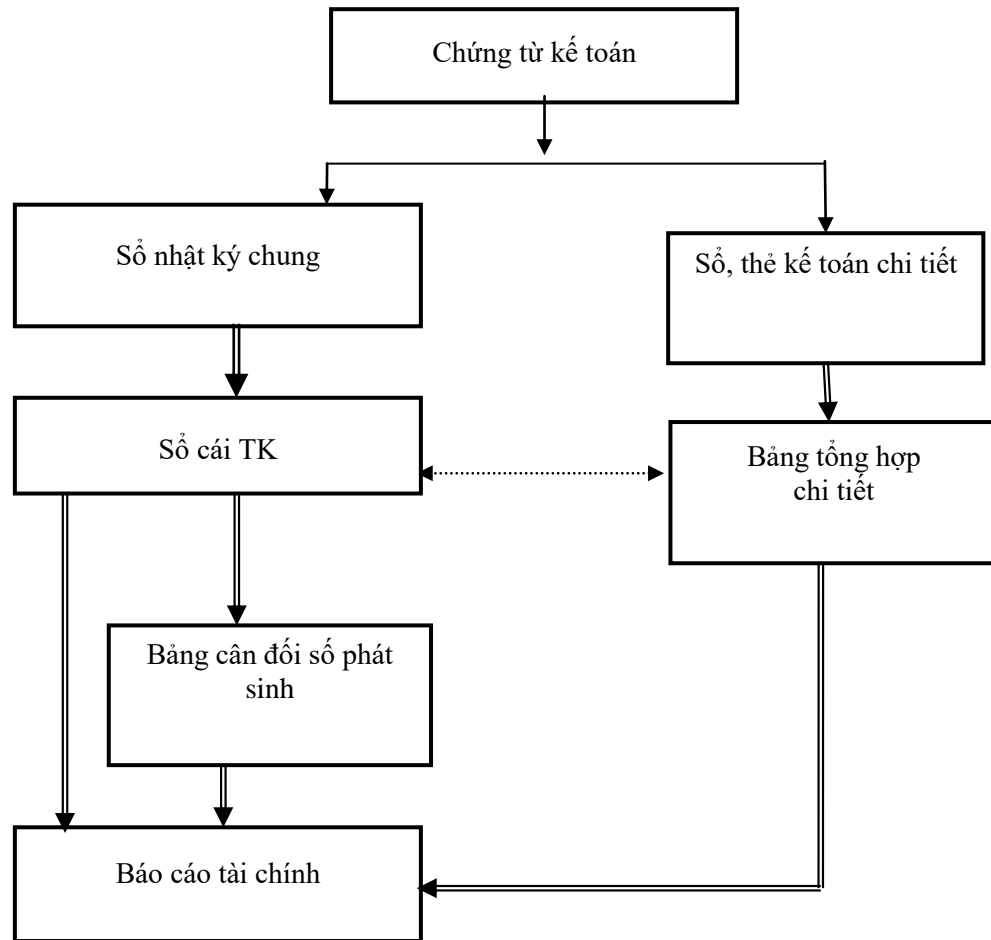 Chứng từ kế toán
Sổ nhật ký chung
Sổ, thẻ kế toán chi tiết
Sổ cái TK
Bảng tổng hợp
chi tiết
Bảng cân đối số phát
sinh
Báo cáo tài chính